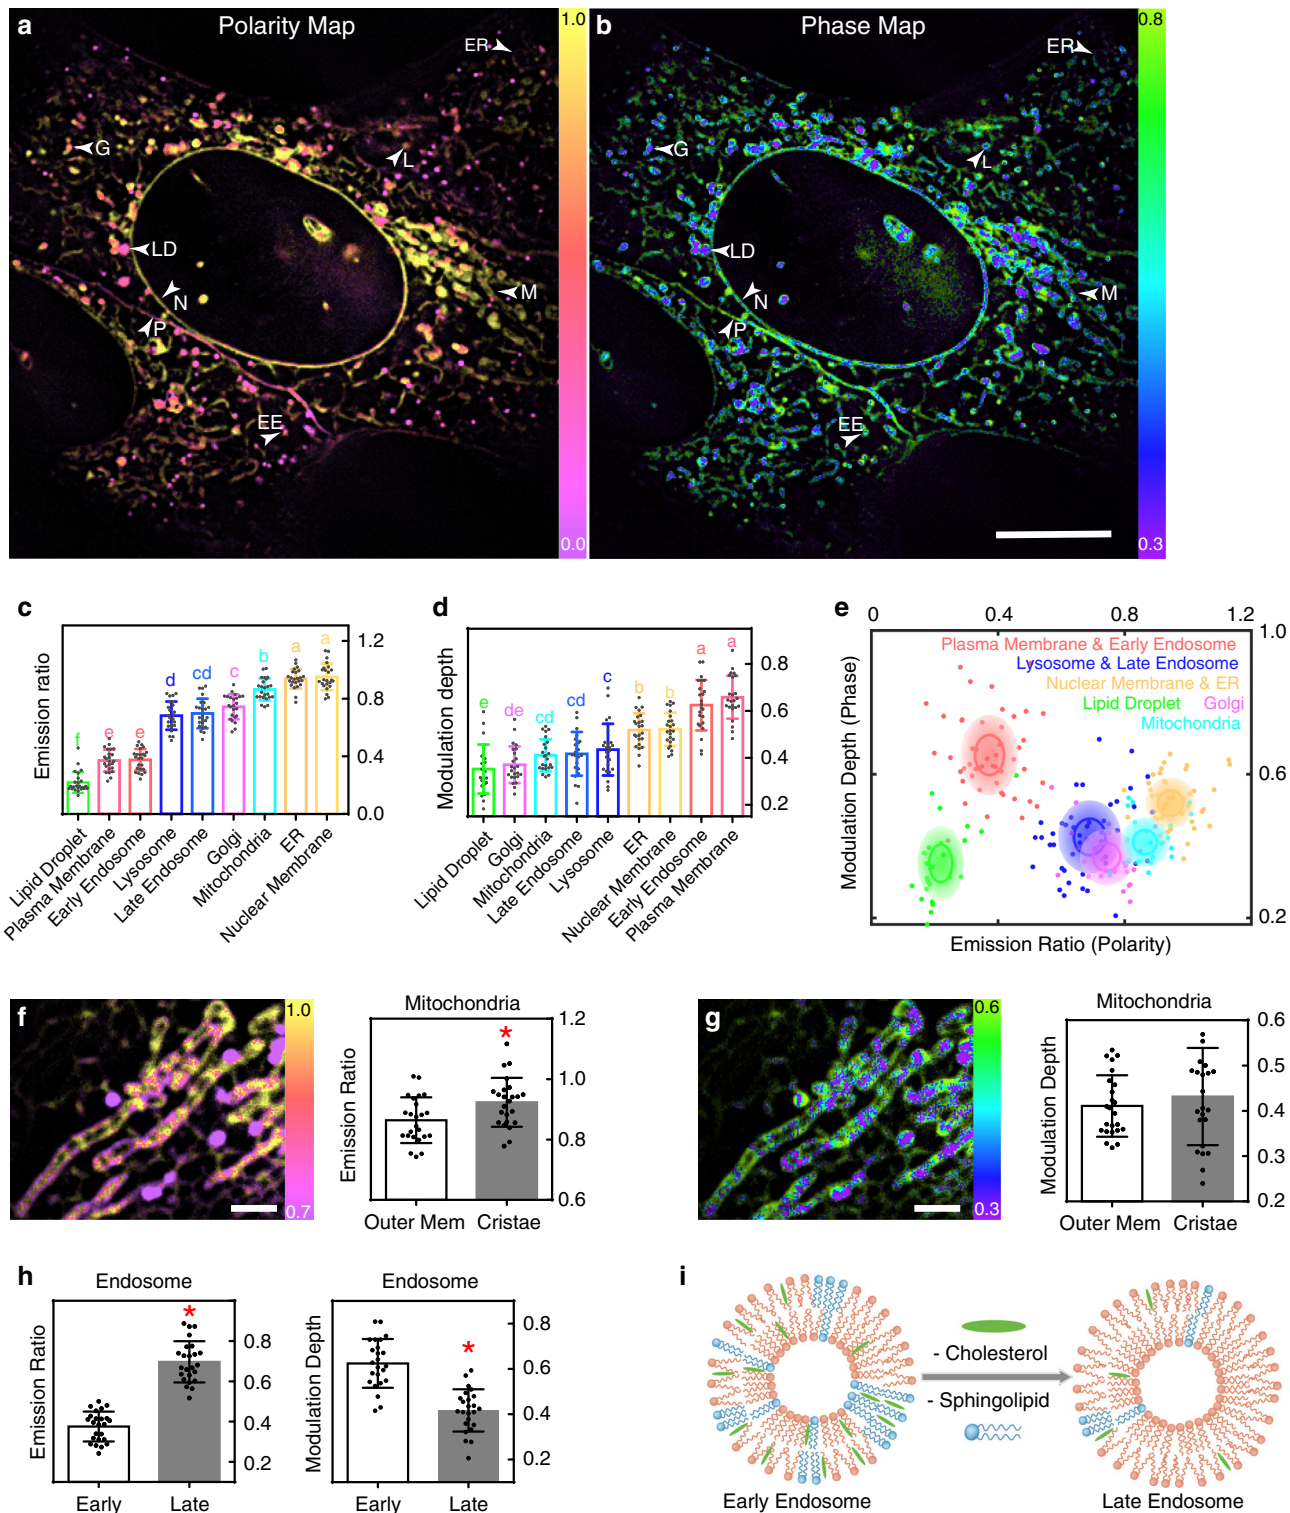 a
Polarity Map
1.0
ER
G
L
LD
M
N
P
EE
0.0
b
Phase Map
0.8
ER
G
L
LD
M
N
P
EE
0.3
c
Emission ratio
1.2
0.8
0.4
0.0
f
e
e
d
cd
c
b
a
a
Lipid Droplet
Plasma Membrane
Early Endosome
Lysosome
Late Endosome
Golgi
Mitochondria
ER
Nuclear Membrane
d
Modulation depth
0.8
0.6
0.4
0.2
e
de
cd
cd
c
b
b
a
a
Lipid Droplet
Golgi
Mitochondria
Late Endosome
Lysosome
ER
Nuclear Membrane
Early Endosome
Plasma Membrane
e
0
0.4
0.8
1.2
1.0
0.6
0.2
Plasma Membrane & Early Endosome
Lysosome & Late Endosome
Nuclear Membrane & ER
Lipid Droplet
Golgi
Mitochondria
Modulation Depth (Phase)
Emission Ratio (Polarity)
f
1.0
0.7
Mitochondria
Emission Ratio
*
1.2
1.0
0.8
0.6
Outer Mem
Cristae
g
0.6
0.3
Mitochondria
Modulation Depth
0.6
0.5
0.4
0.3
0.2
Outer Mem
Cristae
h
Endosome
Emission Ratio
*
0.8
0.6
0.4
0.2
Early
Late
Endosome
Modulation Depth
*
0.8
0.6
0.4
0.2
Early
Late
i
- Cholesterol
- Sphingolipid
Early Endosome
Late Endosome